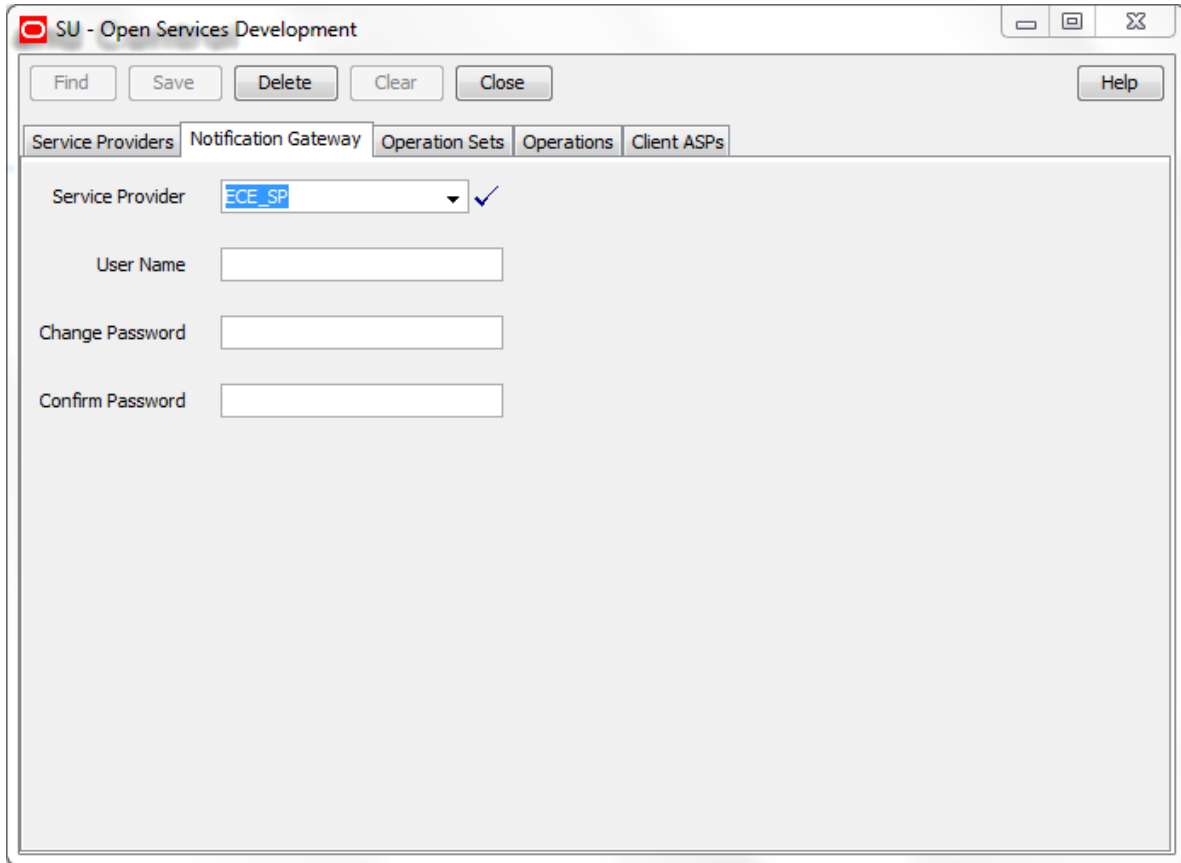 SU - Open Services Development
Find Save Delete Clear Close Help
Service Providers Notification Gateway Operation Sets Operations Client ASPs
Service Provider ECE_SP
User Name
Change Password
Confirm Password